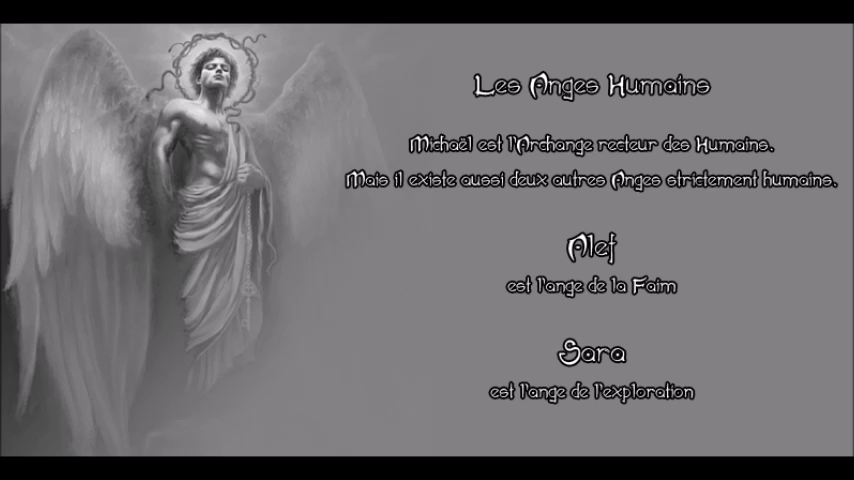 Les Anges Humains
Michaël est l'Archange recteur des Humains.
Mais il existe aussi deux autres Anges strictement humains.
Alef
est l'ange de la Faim
Sara
est l'ange de l'exploration